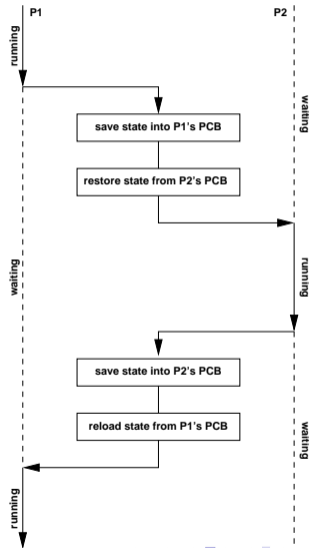 P1
P2
running
waiting
save state into P1's PCB
restore state from P2's PCB
waiting
running
save state into P2's PCB
reload state from P1's PCB
waiting
running